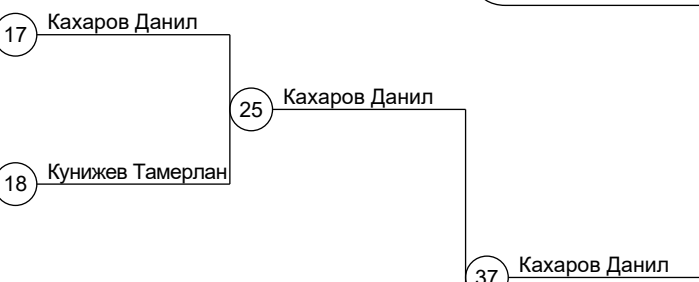 17 Кахаров Данил
25 Кахаров Данил
18 Кунижев Тамерлан
37 Кахаров Данил